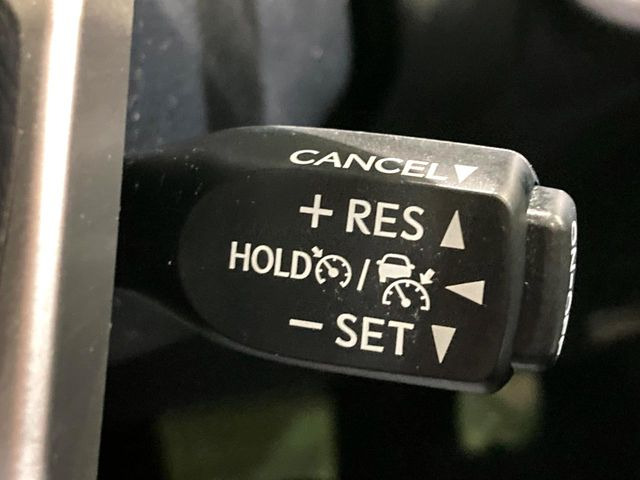 CANCEL▼
+ RES ▲
HOLD / ◀
− SET ▼